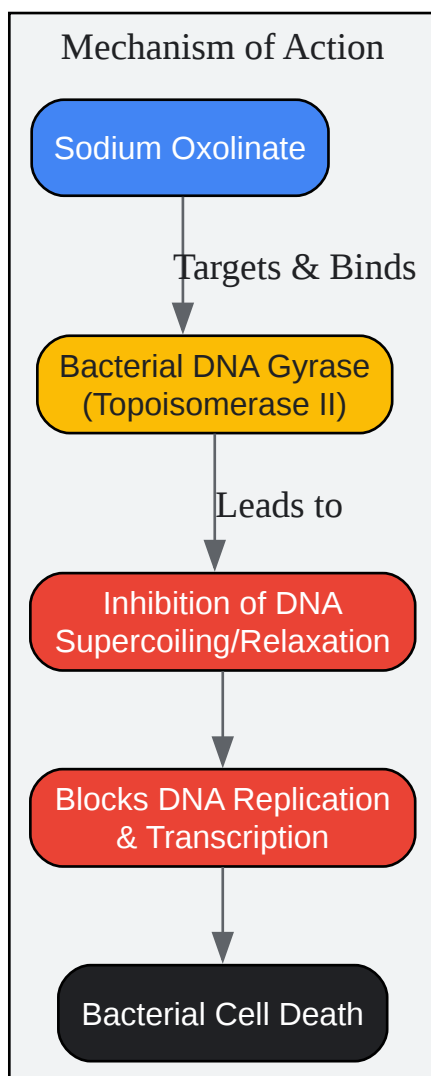 Mechanism of Action
Sodium Oxolinate
Targets & Binds
Bacterial DNA Gyrase
(Topoisomerase II)
Leads to
Inhibition of DNA
Supercoiling/Relaxation
Blocks DNA Replication
& Transcription
Bacterial Cell Death